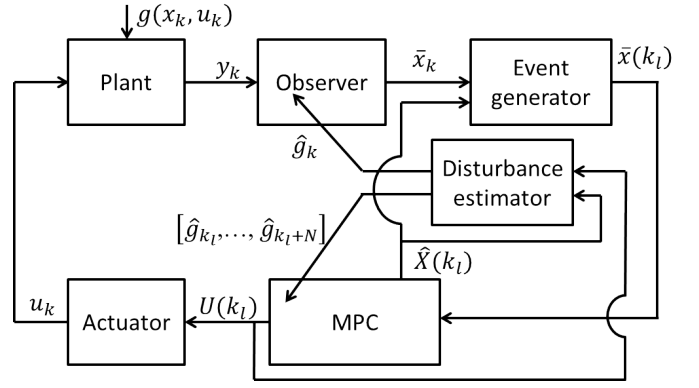 g(x_k, u_k)
Plant
y_k
Observer
x̄_k
Event
generator
x̄(k_l)
ĝ_k
Disturbance
estimator
[ĝ_{k_l},…, ĝ_{k_l+N}]
X̂(k_l)
u_k
Actuator
U(k_l)
MPC